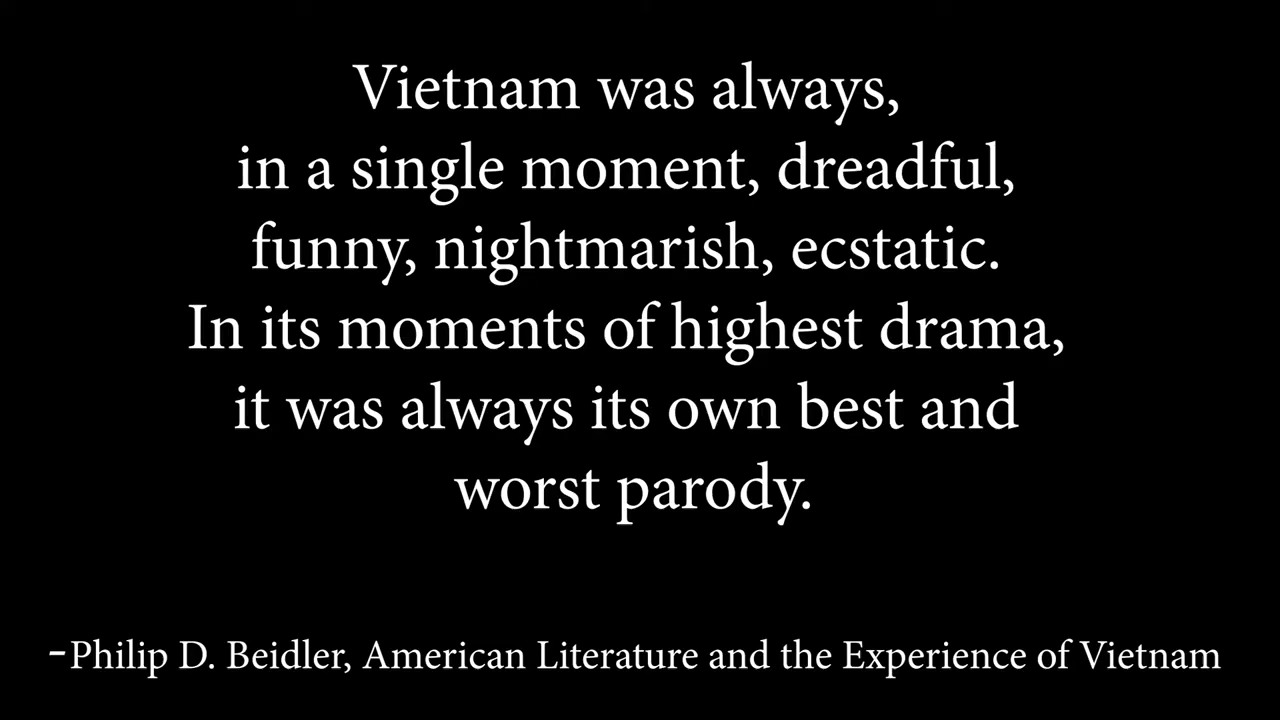 Vietnam was always,
in a single moment, dreadful,
funny, nightmarish, ecstatic.
In its moments of highest drama,
it was always its own best and
worst parody.
-Philip D. Beidler, American Literature and the Experience of Vietnam